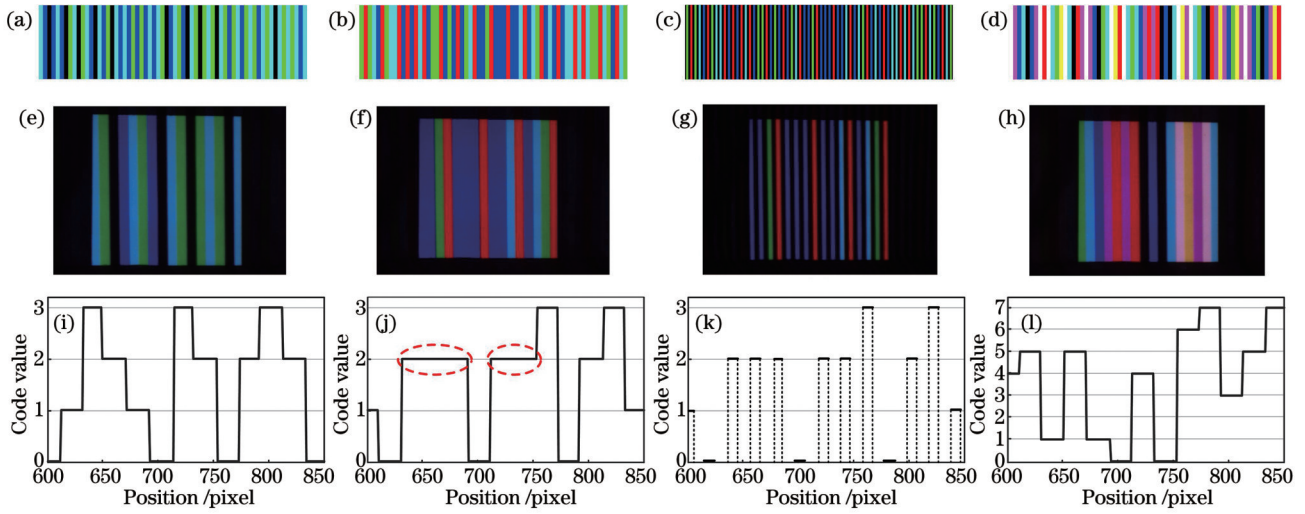 (a) (b) (c) (d)
(e) (f) (g) (h)
(i) (j) (k) (l)
Code value
3
2
1
0
600 650 700 750 800 850
Position /pixel
Code value
3
2
1
0
600 650 700 750 800 850
Position /pixel
Code value
3
2
1
0
600 650 700 750 800 850
Position /pixel
Code value
7
6
5
4
3
2
1
0
600 650 700 750 800 850
Position /pixel